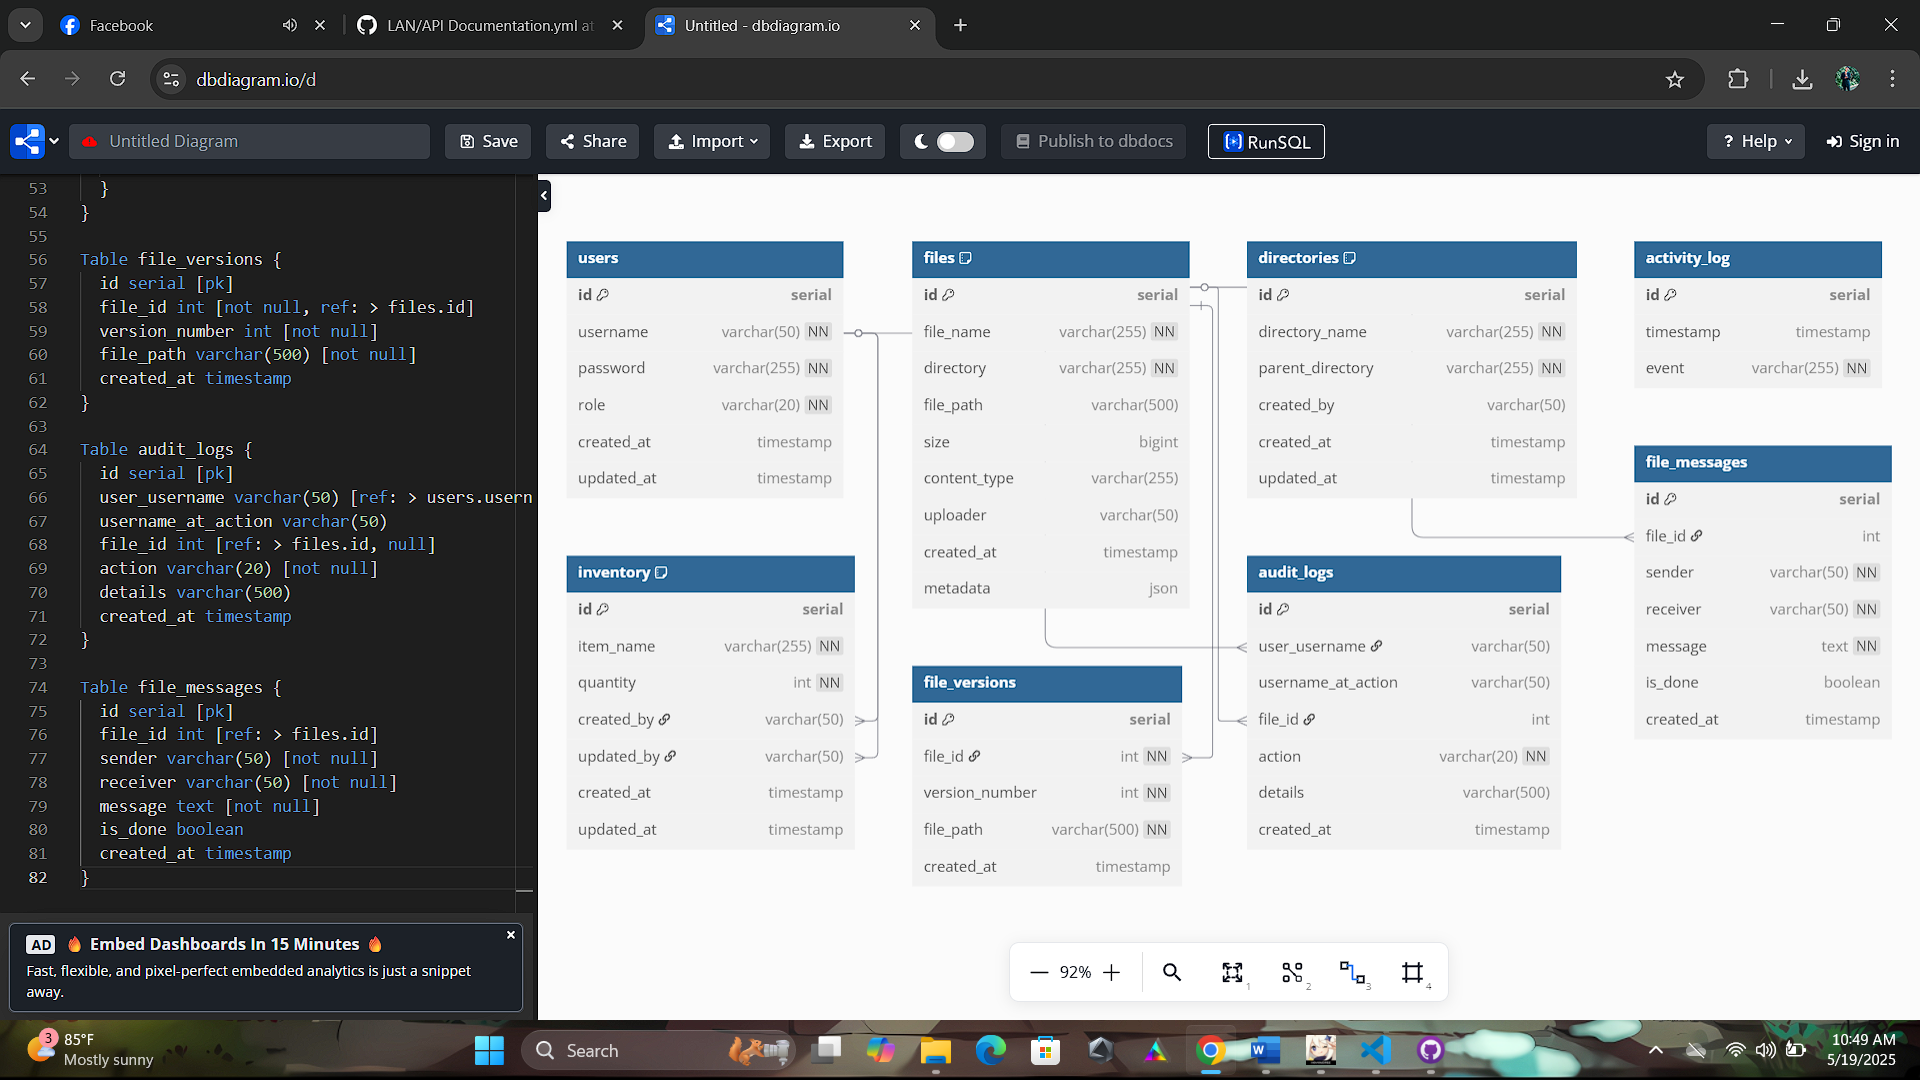 Facebook
LAN/API Documentation.yml at
Untitled - dbdiagram.io
dbdiagram.io/d
Untitled Diagram
Save
Share
Import
Export
Publish to dbdocs
RunSQL
? Help
Sign in
53 }
54 }
55
56 Table file_versions {
57 id serial [pk]
58 file_id int [not null, ref: > files.id]
59 version_number int [not null]
60 file_path varchar(500) [not null]
61 created_at timestamp
62 }
63
64 Table audit_logs {
65 id serial [pk]
66 user_username varchar(50) [ref: > users.usern
67 username_at_action varchar(50)
68 file_id int [ref: > files.id, null]
69 action varchar(20) [not null]
70 details varchar(500)
71 created_at timestamp
72 }
73
74 Table file_messages {
75 id serial [pk]
76 file_id int [ref: > files.id]
77 sender varchar(50) [not null]
78 receiver varchar(50) [not null]
79 message text [not null]
80 is_done boolean
81 created_at timestamp
82 }
AD 🔥 Embed Dashboards In 15 Minutes 🔥
Fast, flexible, and pixel-perfect embedded analytics is just a snippet
away.
users
id serial
username varchar(50) NN
password varchar(255) NN
role varchar(20) NN
created_at timestamp
updated_at timestamp
inventory
id serial
item_name varchar(255) NN
quantity int NN
created_by varchar(50)
updated_by varchar(50)
created_at timestamp
updated_at timestamp
files
id serial
file_name varchar(255) NN
directory varchar(255) NN
file_path varchar(500)
size bigint
content_type varchar(255)
uploader varchar(50)
created_at timestamp
metadata json
file_versions
id serial
file_id int NN
version_number int NN
file_path varchar(500) NN
created_at timestamp
directories
id serial
directory_name varchar(255) NN
parent_directory varchar(255) NN
created_by varchar(50)
created_at timestamp
updated_at timestamp
audit_logs
id serial
user_username varchar(50)
username_at_action varchar(50)
file_id int
action varchar(20) NN
details varchar(500)
created_at timestamp
activity_log
id serial
timestamp timestamp
event varchar(255) NN
file_messages
id serial
file_id int
sender varchar(50) NN
receiver varchar(50) NN
message text NN
is_done boolean
created_at timestamp
92%
1
2
3
4
3
85°F
Mostly sunny
Search
10:49 AM
5/19/2025